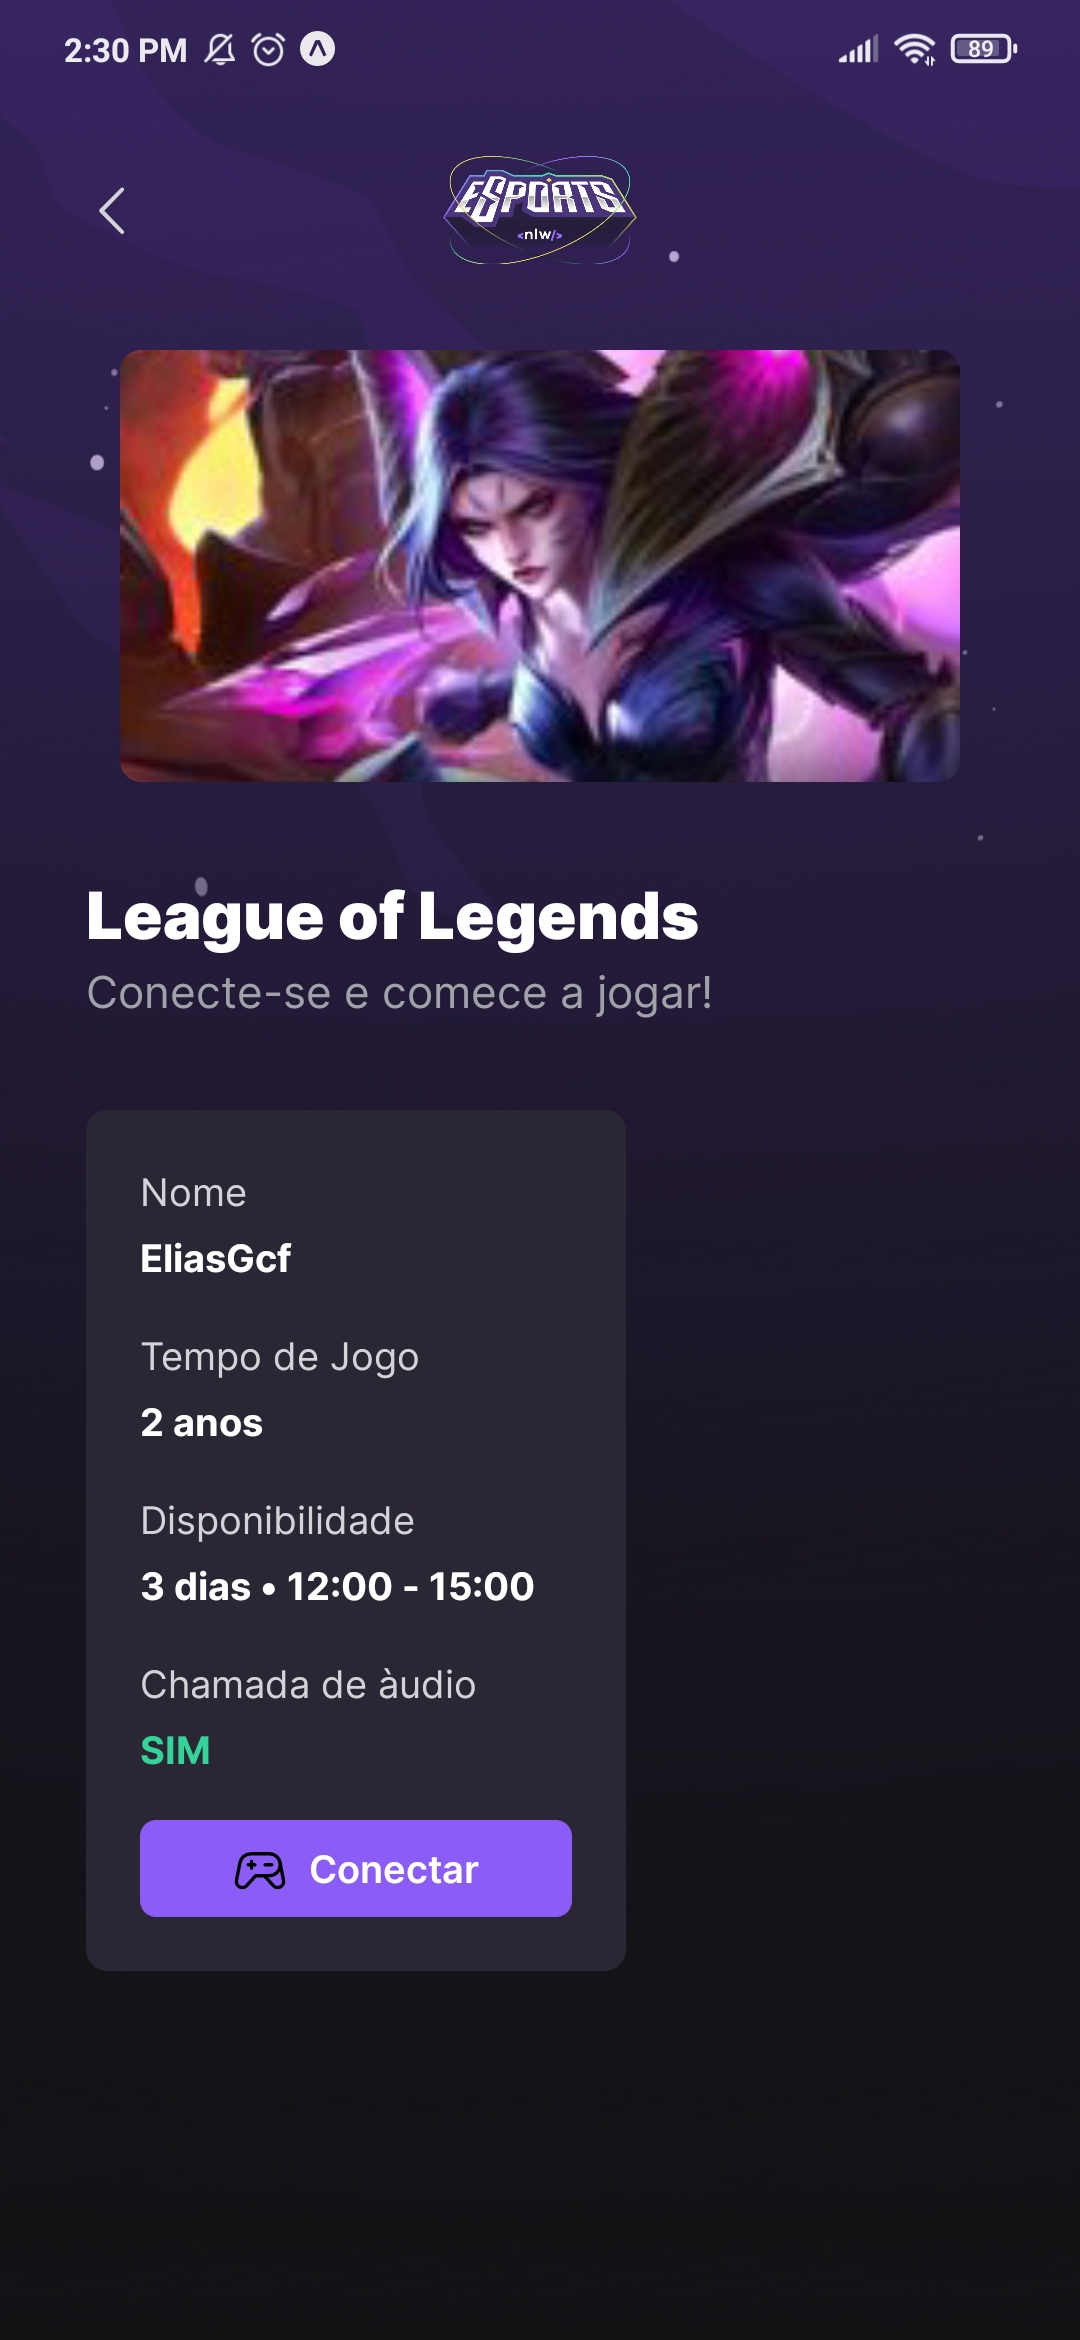 2:30 PM
89
ESPORTS
<nlw/>
League of Legends
Conecte-se e comece a jogar!
Nome
EliasGcf
Tempo de Jogo
2 anos
Disponibilidade
3 dias • 12:00 - 15:00
Chamada de àudio
SIM
Conectar